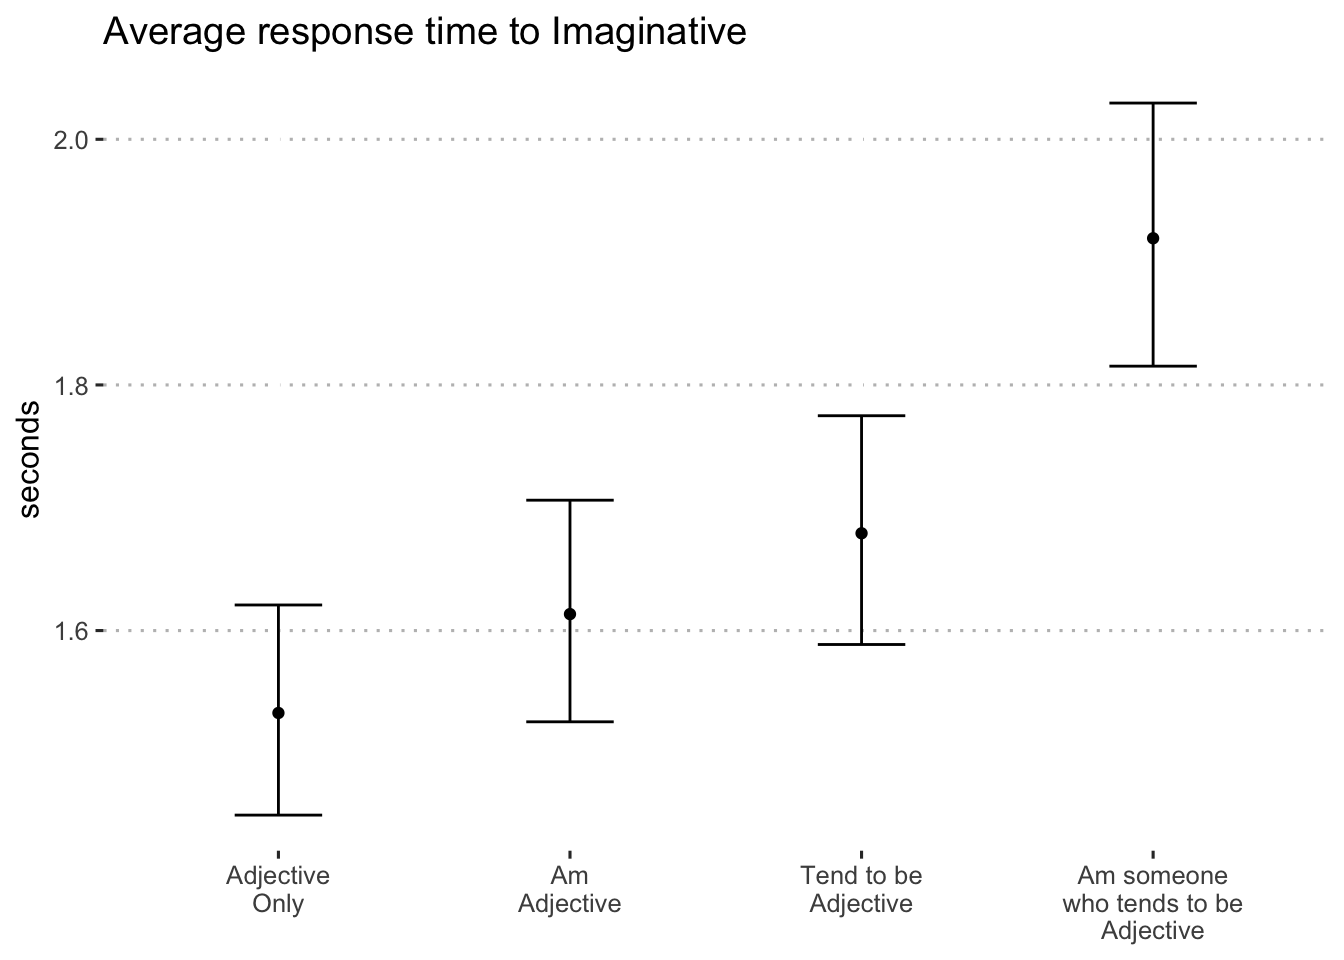 Average response time to Imaginative
2.0
1.8
1.6
seconds
Adjective
Only
Am
Adjective
Tend to be
Adjective
Am someone
who tends to be
Adjective